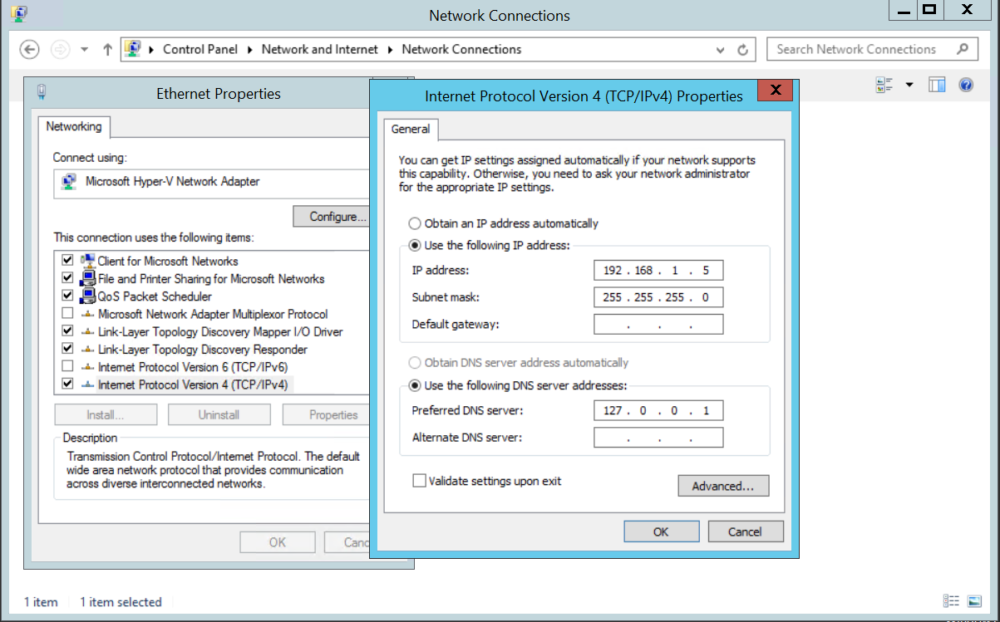 Network Connections
Control Panel Network and Internet Network Connections
Search Network Connections
Ethernet Properties
Networking
Connect using:
Microsoft Hyper-V Network Adapter
Configure...
This connection uses the following items:
Client for Microsoft Networks
File and Printer Sharing for Microsoft Networks
QoS Packet Scheduler
Microsoft Network Adapter Multiplexor Protocol
Link-Layer Topology Discovery Mapper I/O Driver
Link-Layer Topology Discovery Responder
Internet Protocol Version 6 (TCP/IPv6)
Internet Protocol Version 4 (TCP/IPv4)
Install... Uninstall Properties
Description
Transmission Control Protocol/Internet Protocol. The default
wide area network protocol that provides communication
across diverse interconnected networks.
OK Canc
Internet Protocol Version 4 (TCP/IPv4) Properties
General
You can get IP settings assigned automatically if your network supports
this capability. Otherwise, you need to ask your network administrator
for the appropriate IP settings.
Obtain an IP address automatically
Use the following IP address:
IP address: 192 . 168 . 1 . 5
Subnet mask: 255 . 255 . 255 . 0
Default gateway: . . .
Obtain DNS server address automatically
Use the following DNS server addresses:
Preferred DNS server: 127 . 0 . 0 . 1
Alternate DNS server: . . .
Validate settings upon exit
Advanced...
OK Cancel
1 item 1 item selected